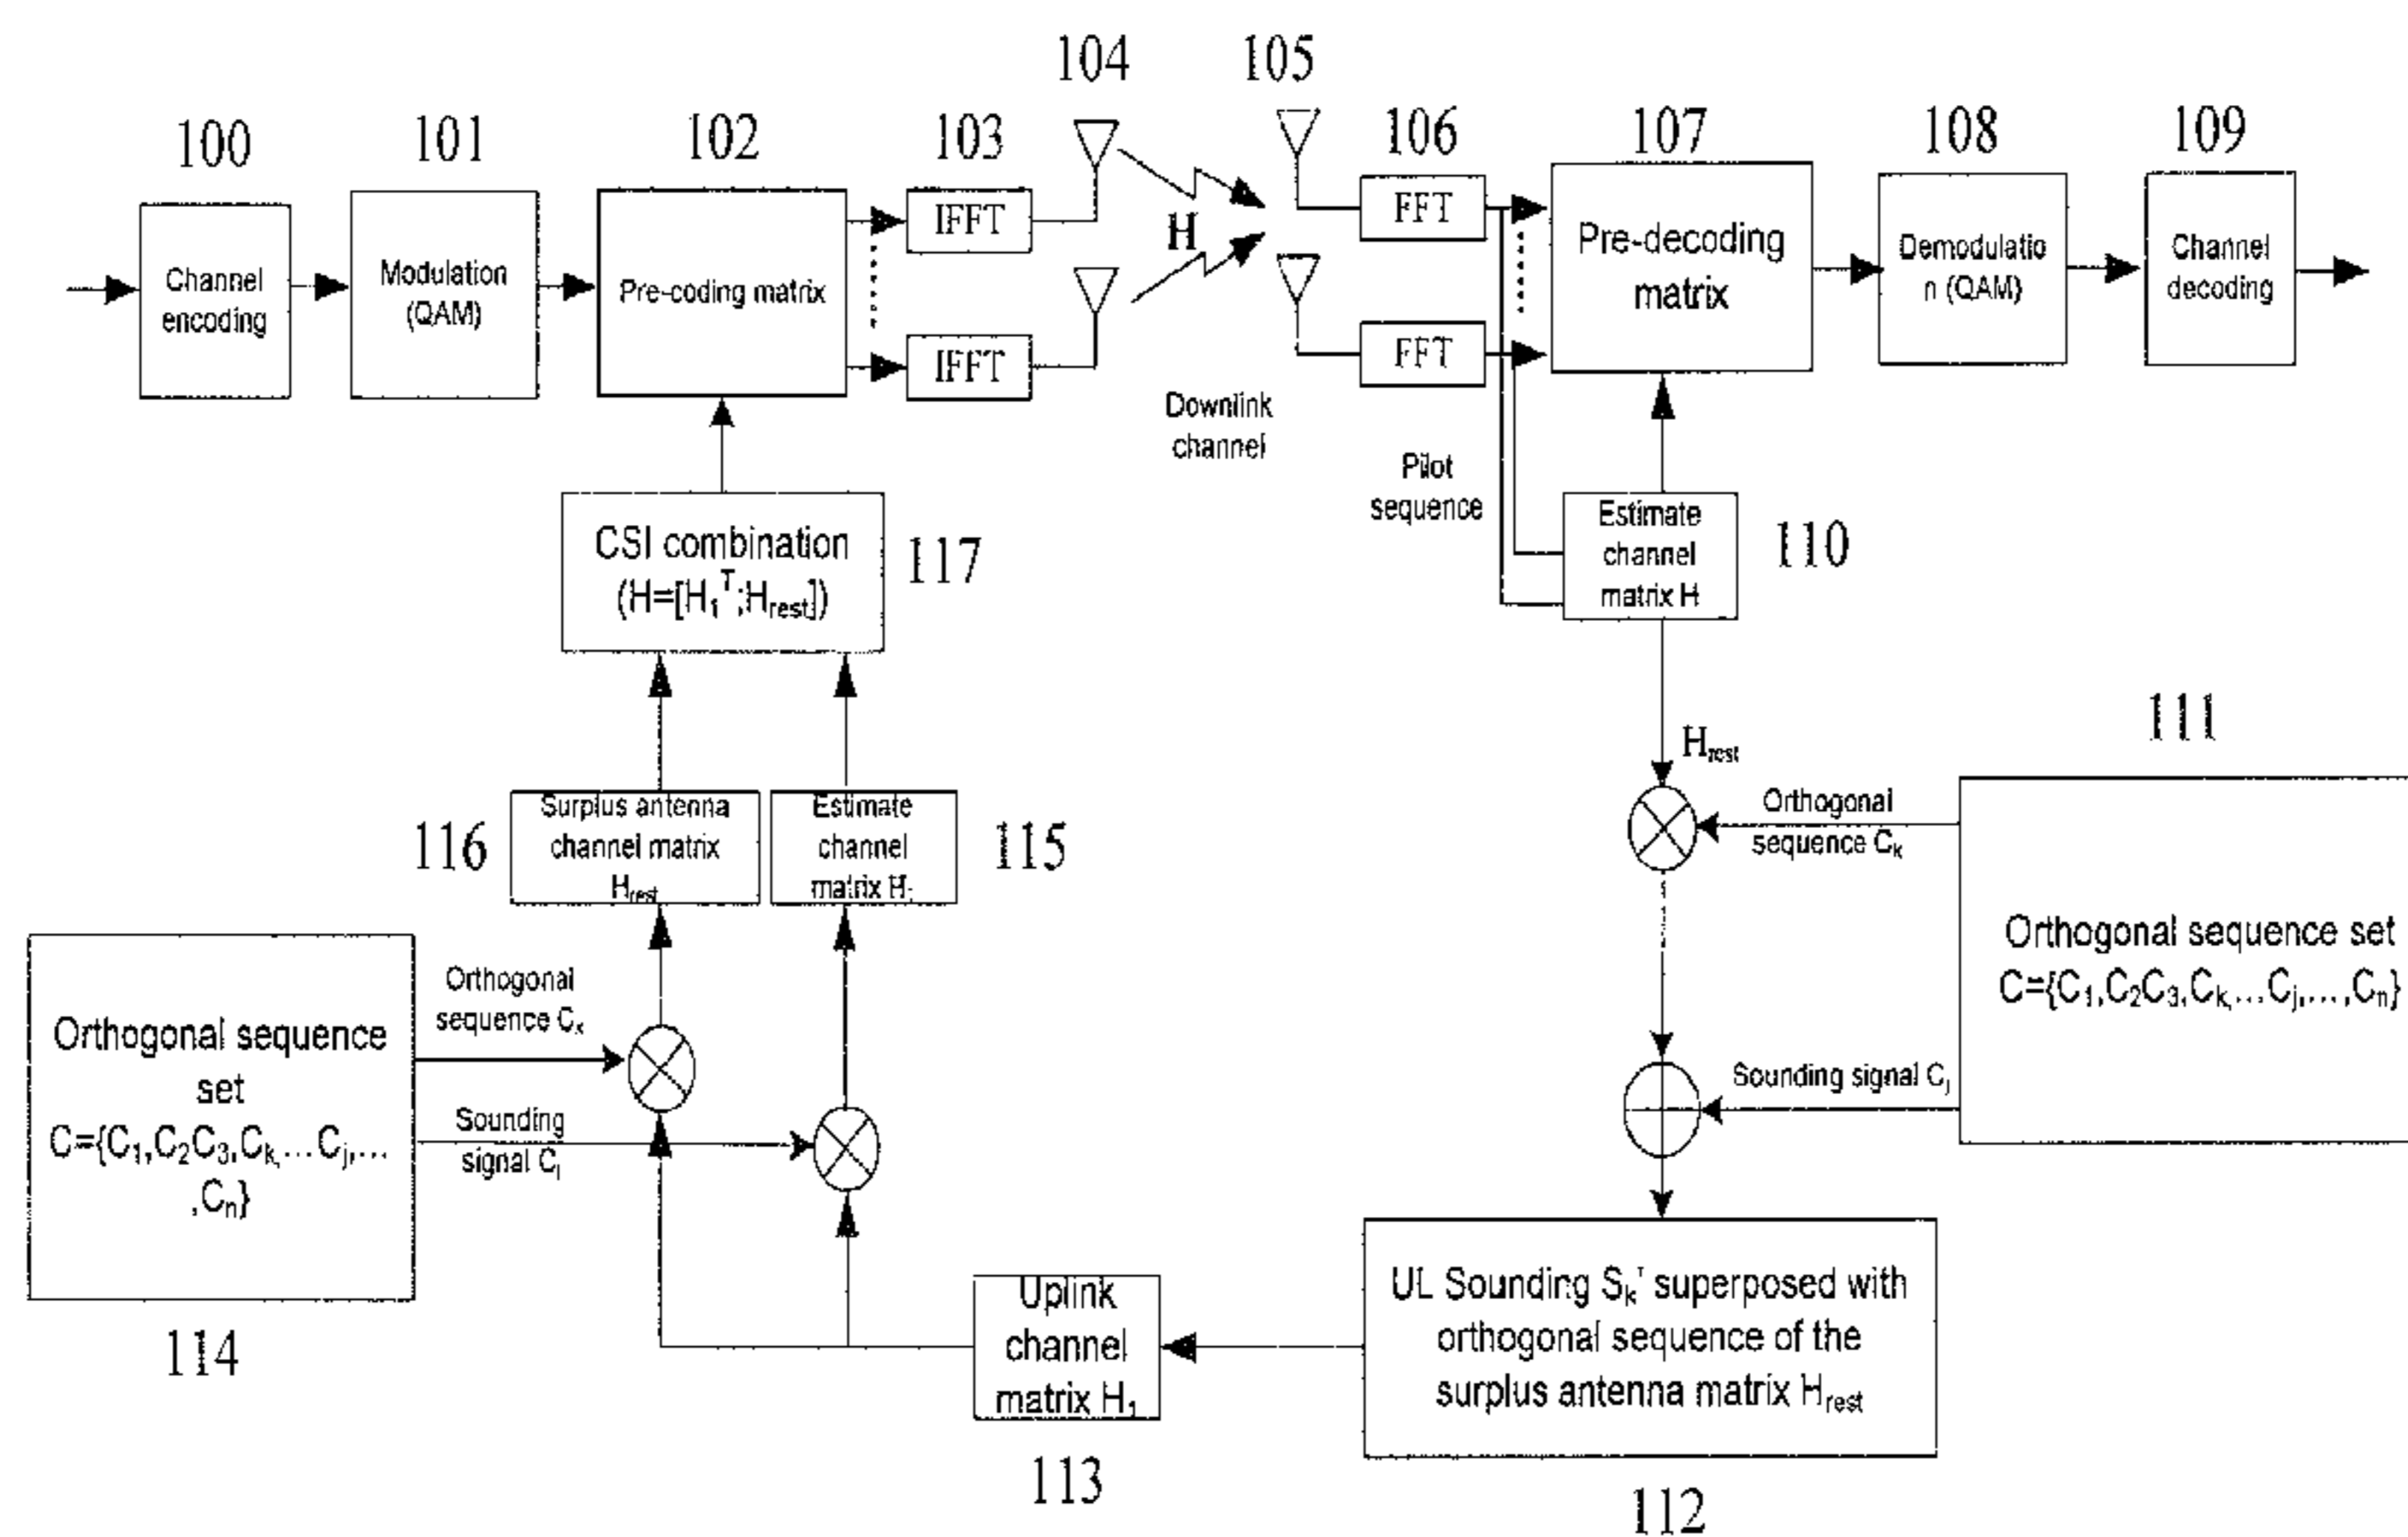 104
105
100
101
102
103
106
107
108
109
Channel
encoding
Modulation
(QAM)
Pre-coding matrix
IFFT
IFFT
H
Downlink
channel
FFT
FFT
Pre-decoding
matrix
Demodulatio
n (QAM)
Channel
decoding
Pilot
sequence
Estimate
channel
matrix H
110
CSI combination
(H=[H₁ᵀ;Hrest])
117
Hrest
111
Orthogonal
sequence Cₖ
Orthogonal sequence set
C={C₁,C₂C₃,Cₖ,...Cⱼ,...,Cₙ}
Sounding signal Cⱼ
116
Surplus antenna
channel matrix
Hrest
Estimate
channel
matrix H₁
115
Orthogonal sequence
set
C={C₁,C₂C₃,Cₖ,...Cⱼ,...
,Cₙ}
114
Orthogonal
sequence Cₖ
Sounding
signal Cⱼ
Uplink
channel
matrix H₁
113
UL Sounding Sₖ' superposed with
orthogonal sequence of the
surplus antenna matrix Hrest
112